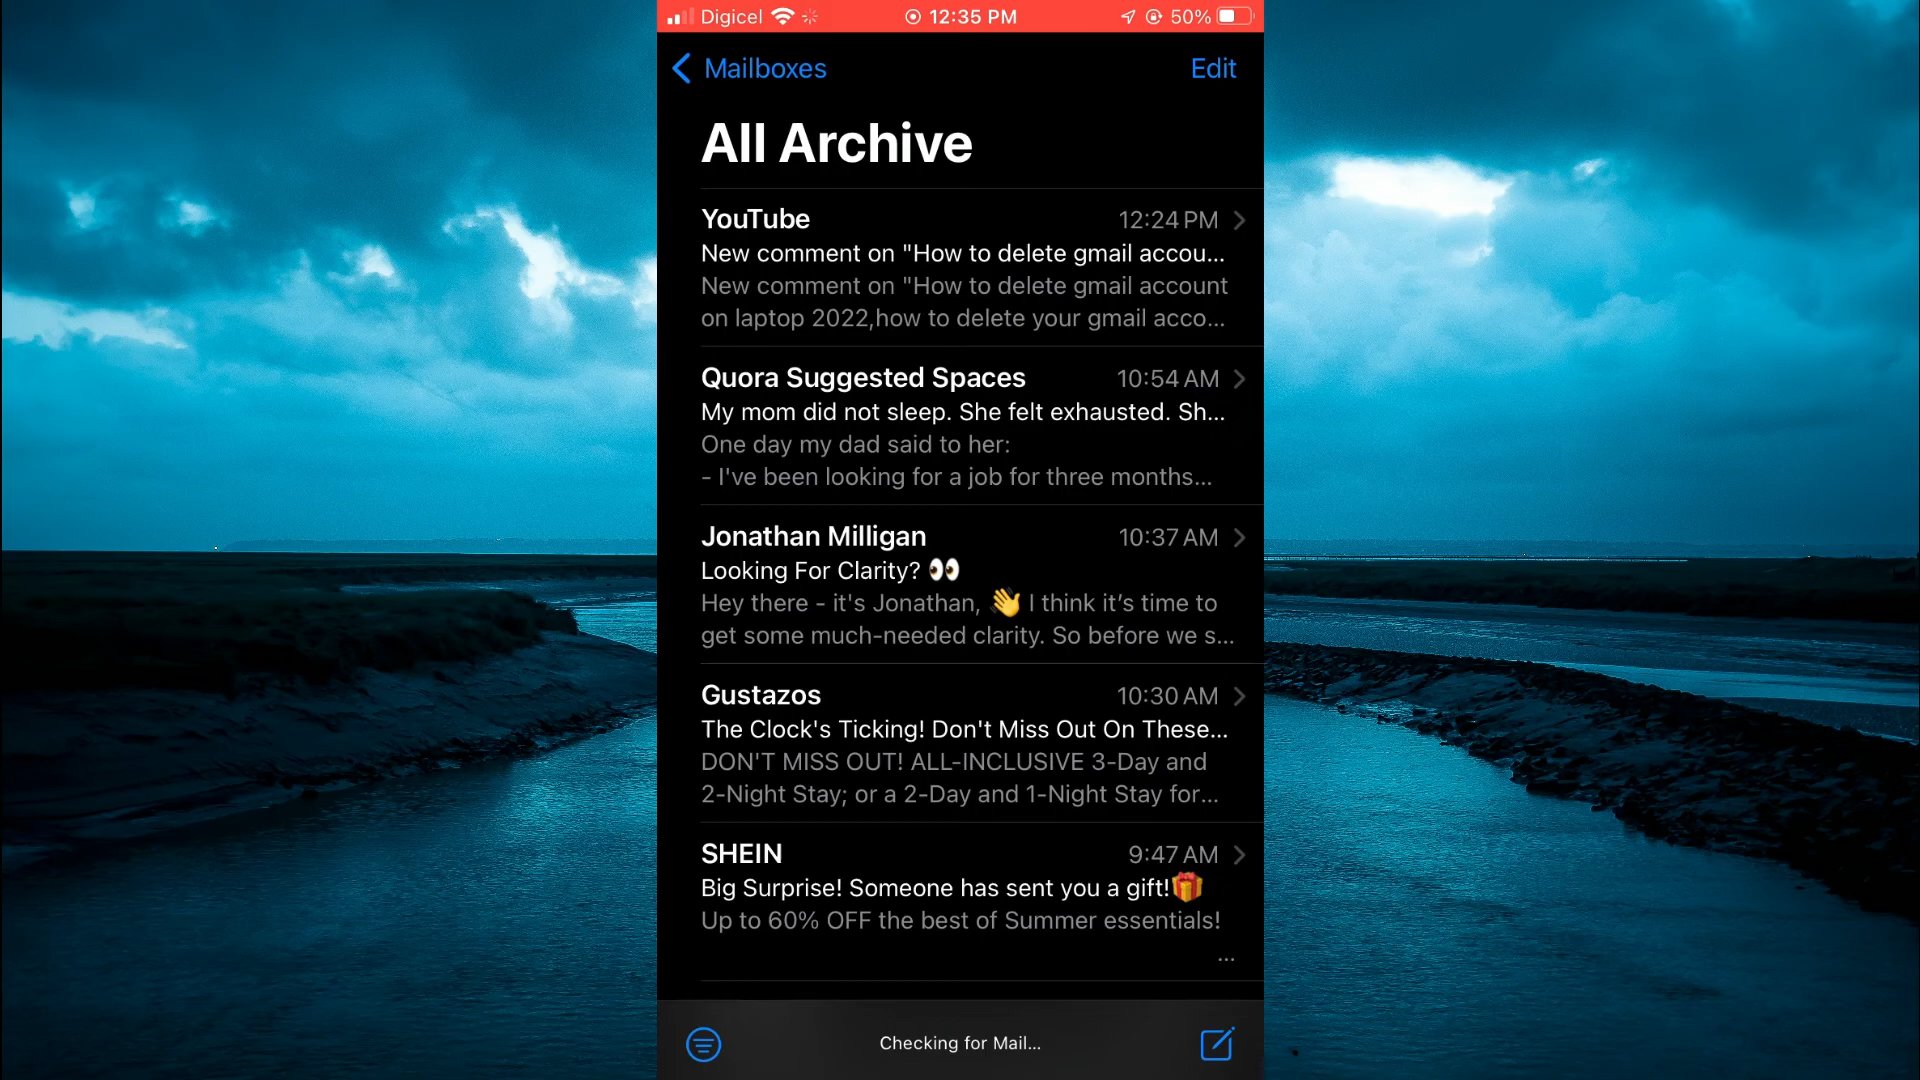 Digicel 12:35 PM 50%
Mailboxes Edit
All Archive
YouTube 12:24 PM
New comment on "How to delete gmail accou...
New comment on "How to delete gmail account
on laptop 2022,how to delete your gmail acco...
Quora Suggested Spaces 10:54 AM
My mom did not sleep. She felt exhausted. Sh...
One day my dad said to her:
- I've been looking for a job for three months...
Jonathan Milligan 10:37 AM
Looking For Clarity? 👀
Hey there - it's Jonathan, 👋 I think it’s time to
get some much-needed clarity. So before we s...
Gustazos 10:30 AM
The Clock's Ticking! Don't Miss Out On These...
DON'T MISS OUT! ALL-INCLUSIVE 3-Day and
2-Night Stay; or a 2-Day and 1-Night Stay for...
SHEIN 9:47 AM
Big Surprise! Someone has sent you a gift!🎁
Up to 60% OFF the best of Summer essentials!
...
Checking for Mail...